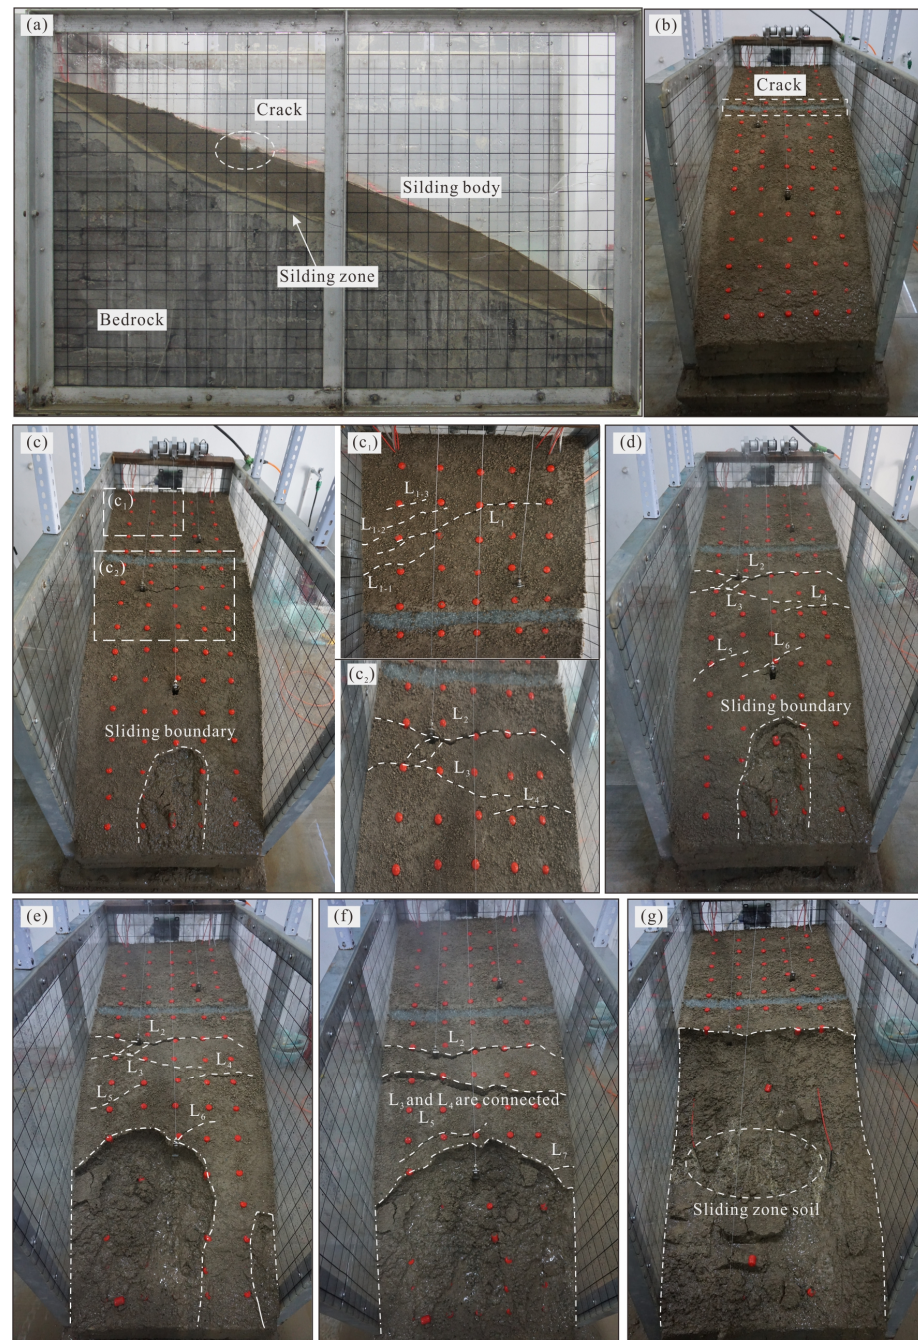 (a)
Crack
Silding body
Silding zone
Bedrock
(b)
Crack
(c)
(c1)
(c2)
Sliding boundary
(c1)
L1-3
L1-2
L1
L1-1
(c2)
L2
L3
L4
(d)
L2
L3
L4
L5
L6
Sliding boundary
(e)
L2
L3
L4
L5
L6
(f)
L2
L3 and L4 are connected
L5
L7
(g)
Sliding zone soil